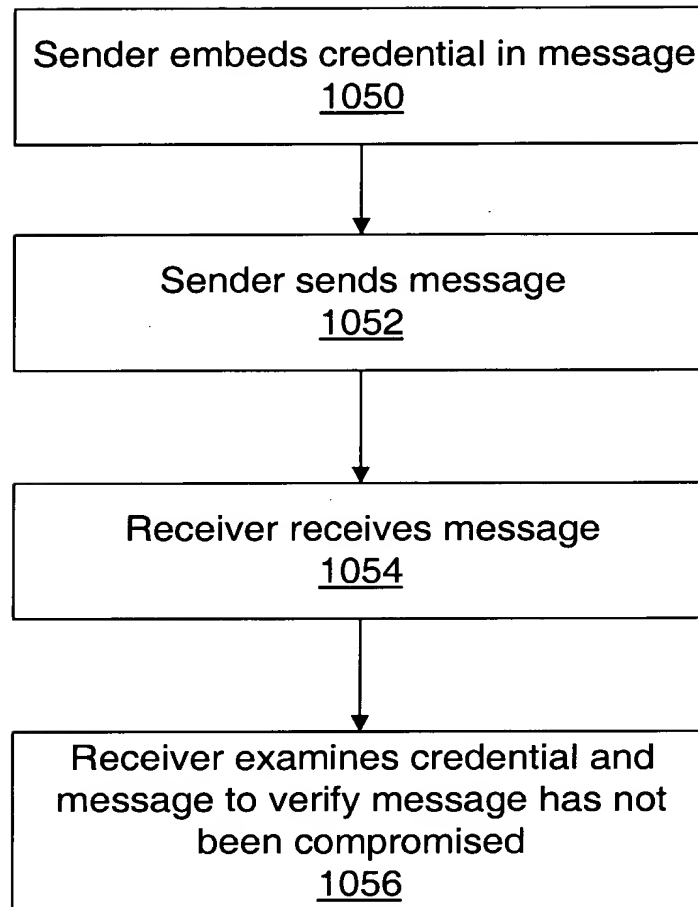 Sender embeds credential in message
1050
Sender sends message
1052
Receiver receives message
1054
Receiver examines credential and
message to verify message has not
been compromised
1056